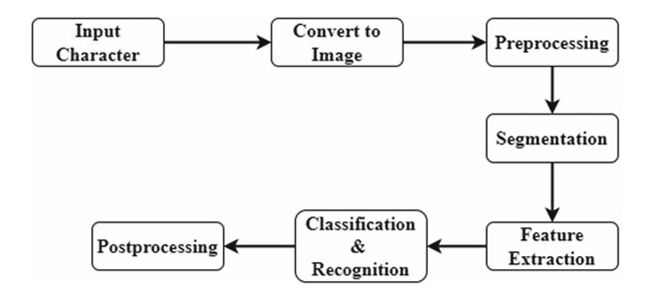 Input
Character
Convert to
Image
Preprocessing
Segmentation
Feature
Extraction
Classification
&
Recognition
Postprocessing